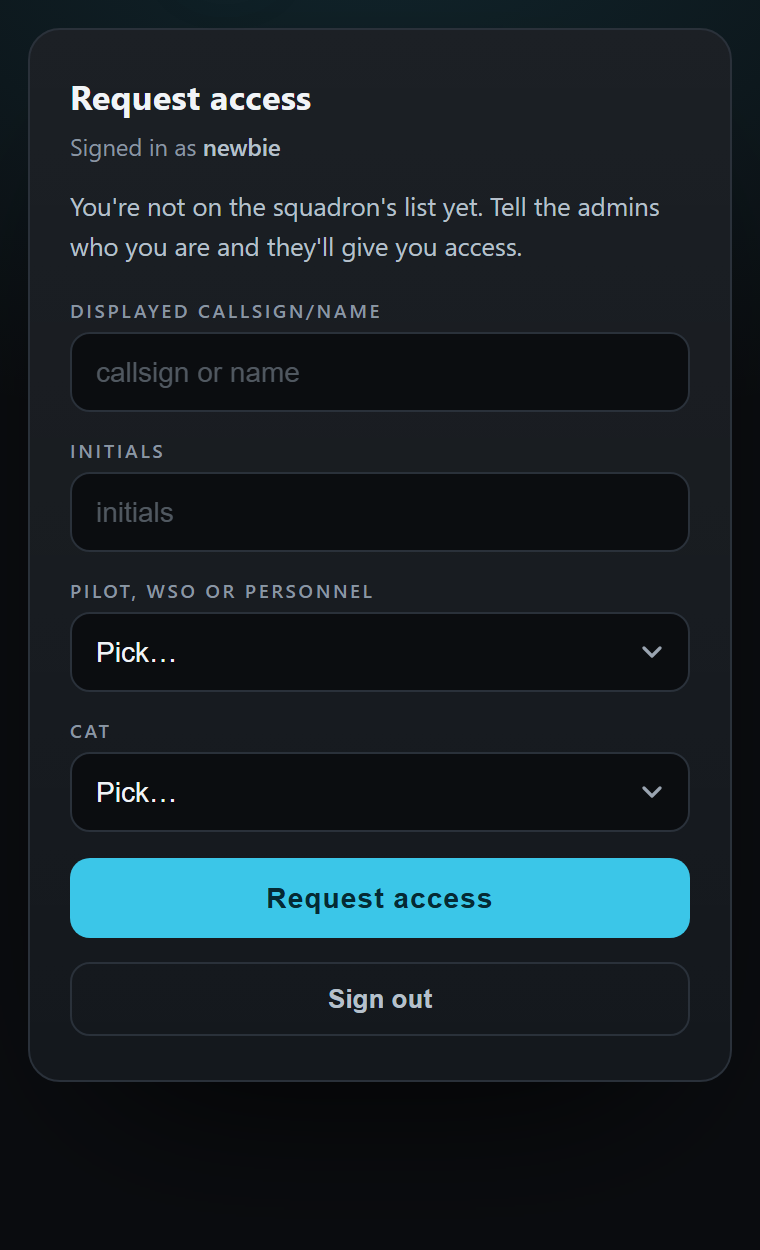 Request access
Signed in as newbie
You're not on the squadron's list yet. Tell the admins
who you are and they'll give you access.
DISPLAYED CALLSIGN/NAME
callsign or name
INITIALS
initials
PILOT, WSO OR PERSONNEL
Pick…
CAT
Pick…
Request access
Sign out